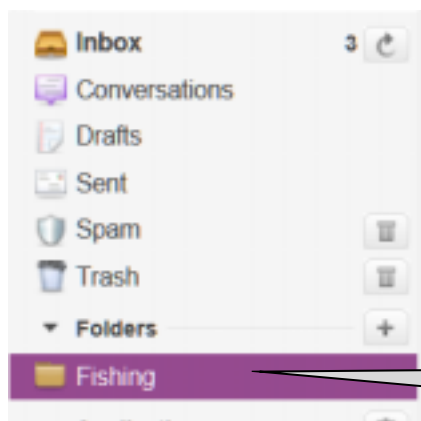 Inbox 3
Conversations
Drafts
Sent
Spam
Trash
Folders +
Fishing